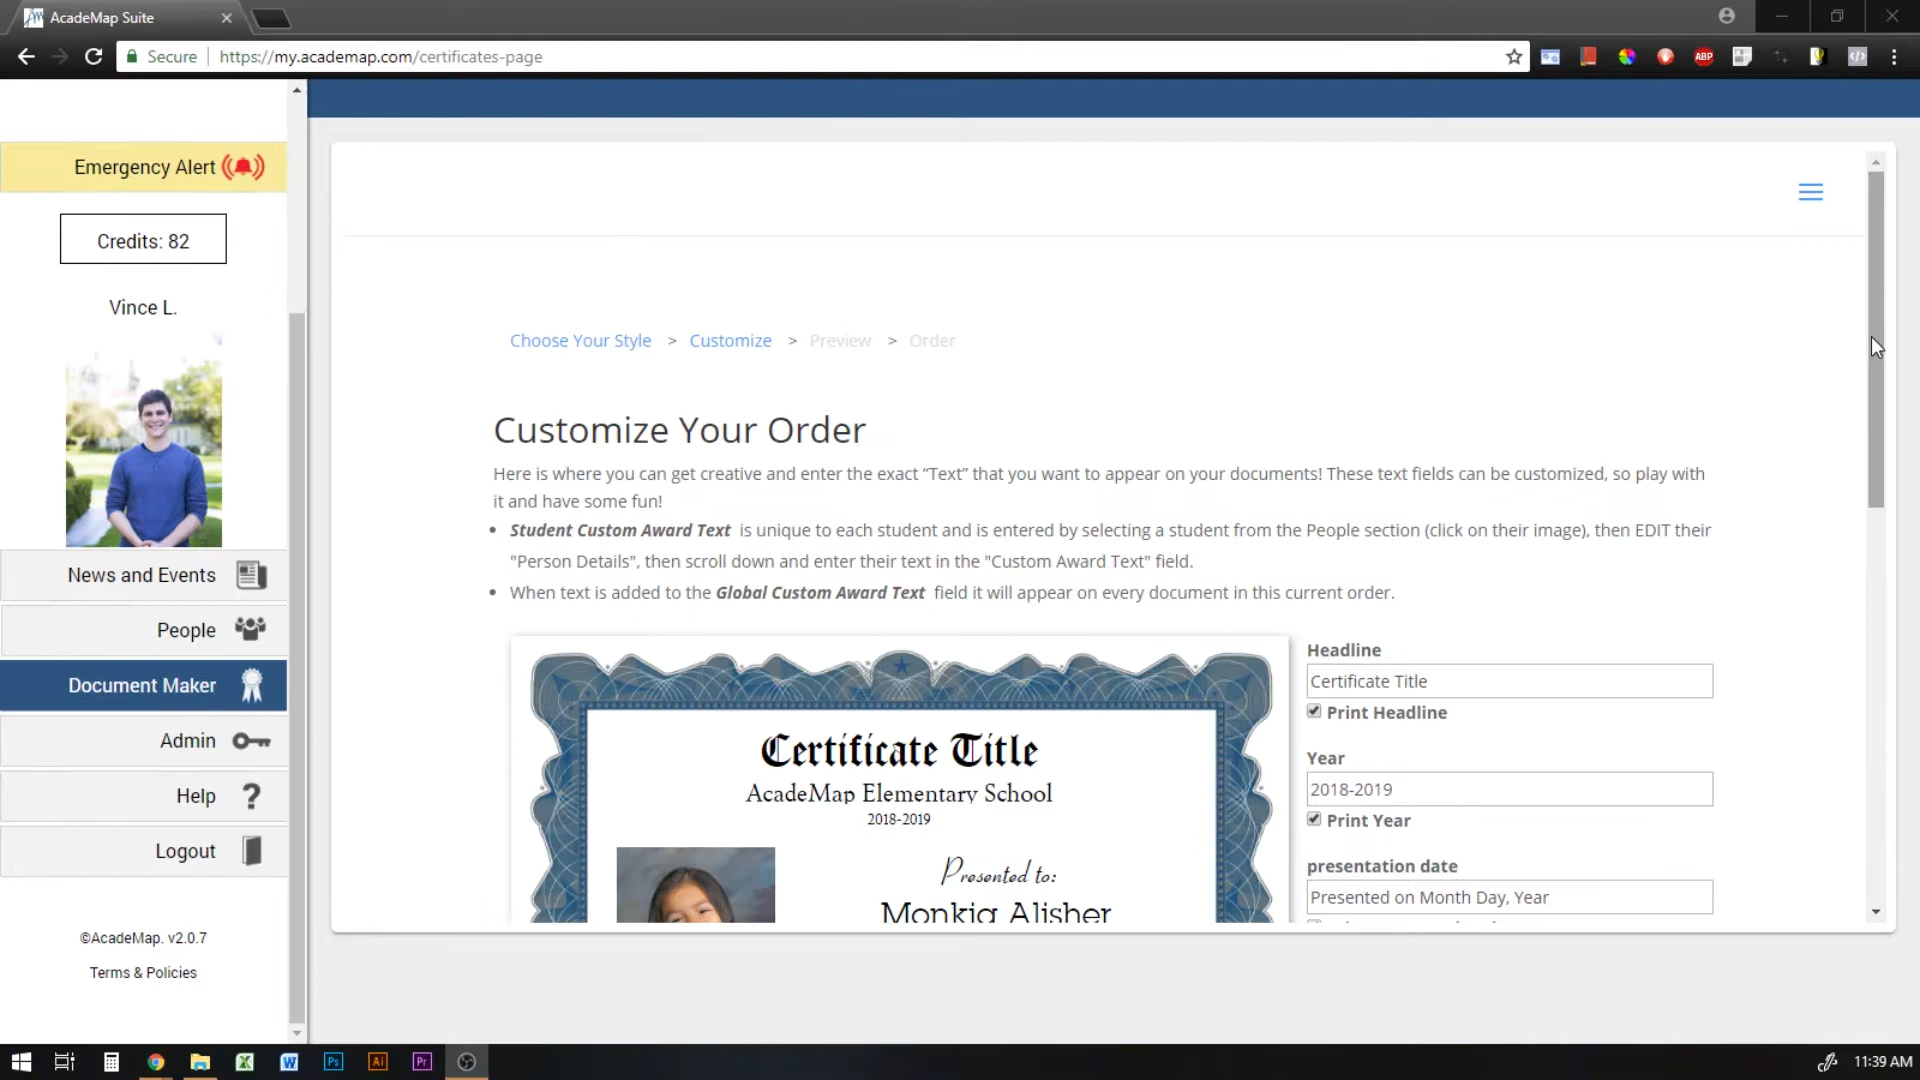 AcadeMap Suite
Secure
https://my.academap.com/certificates-page
ABP
Emergency Alert
Credits: 82
Vince L.
News and Events
People
Document Maker
Admin
Help
Logout
©AcadeMap. v2.0.7
Terms & Policies
Choose Your Style > Customize > Preview > Order
Customize Your Order
Here is where you can get creative and enter the exact “Text” that you want to appear on your documents! These text fields can be customized, so play with
it and have some fun!
• Student Custom Award Text is unique to each student and is entered by selecting a student from the People section (click on their image), then EDIT their
"Person Details", then scroll down and enter their text in the "Custom Award Text" field.
• When text is added to the Global Custom Award Text field it will appear on every document in this current order.
Certificate Title
AcadeMap Elementary School
2018-2019
Presented to:
Monkia Alisher
Headline
Certificate Title
Print Headline
Year
2018-2019
Print Year
presentation date
Presented on Month Day, Year
Ps
Ai
Pr
11:39 AM